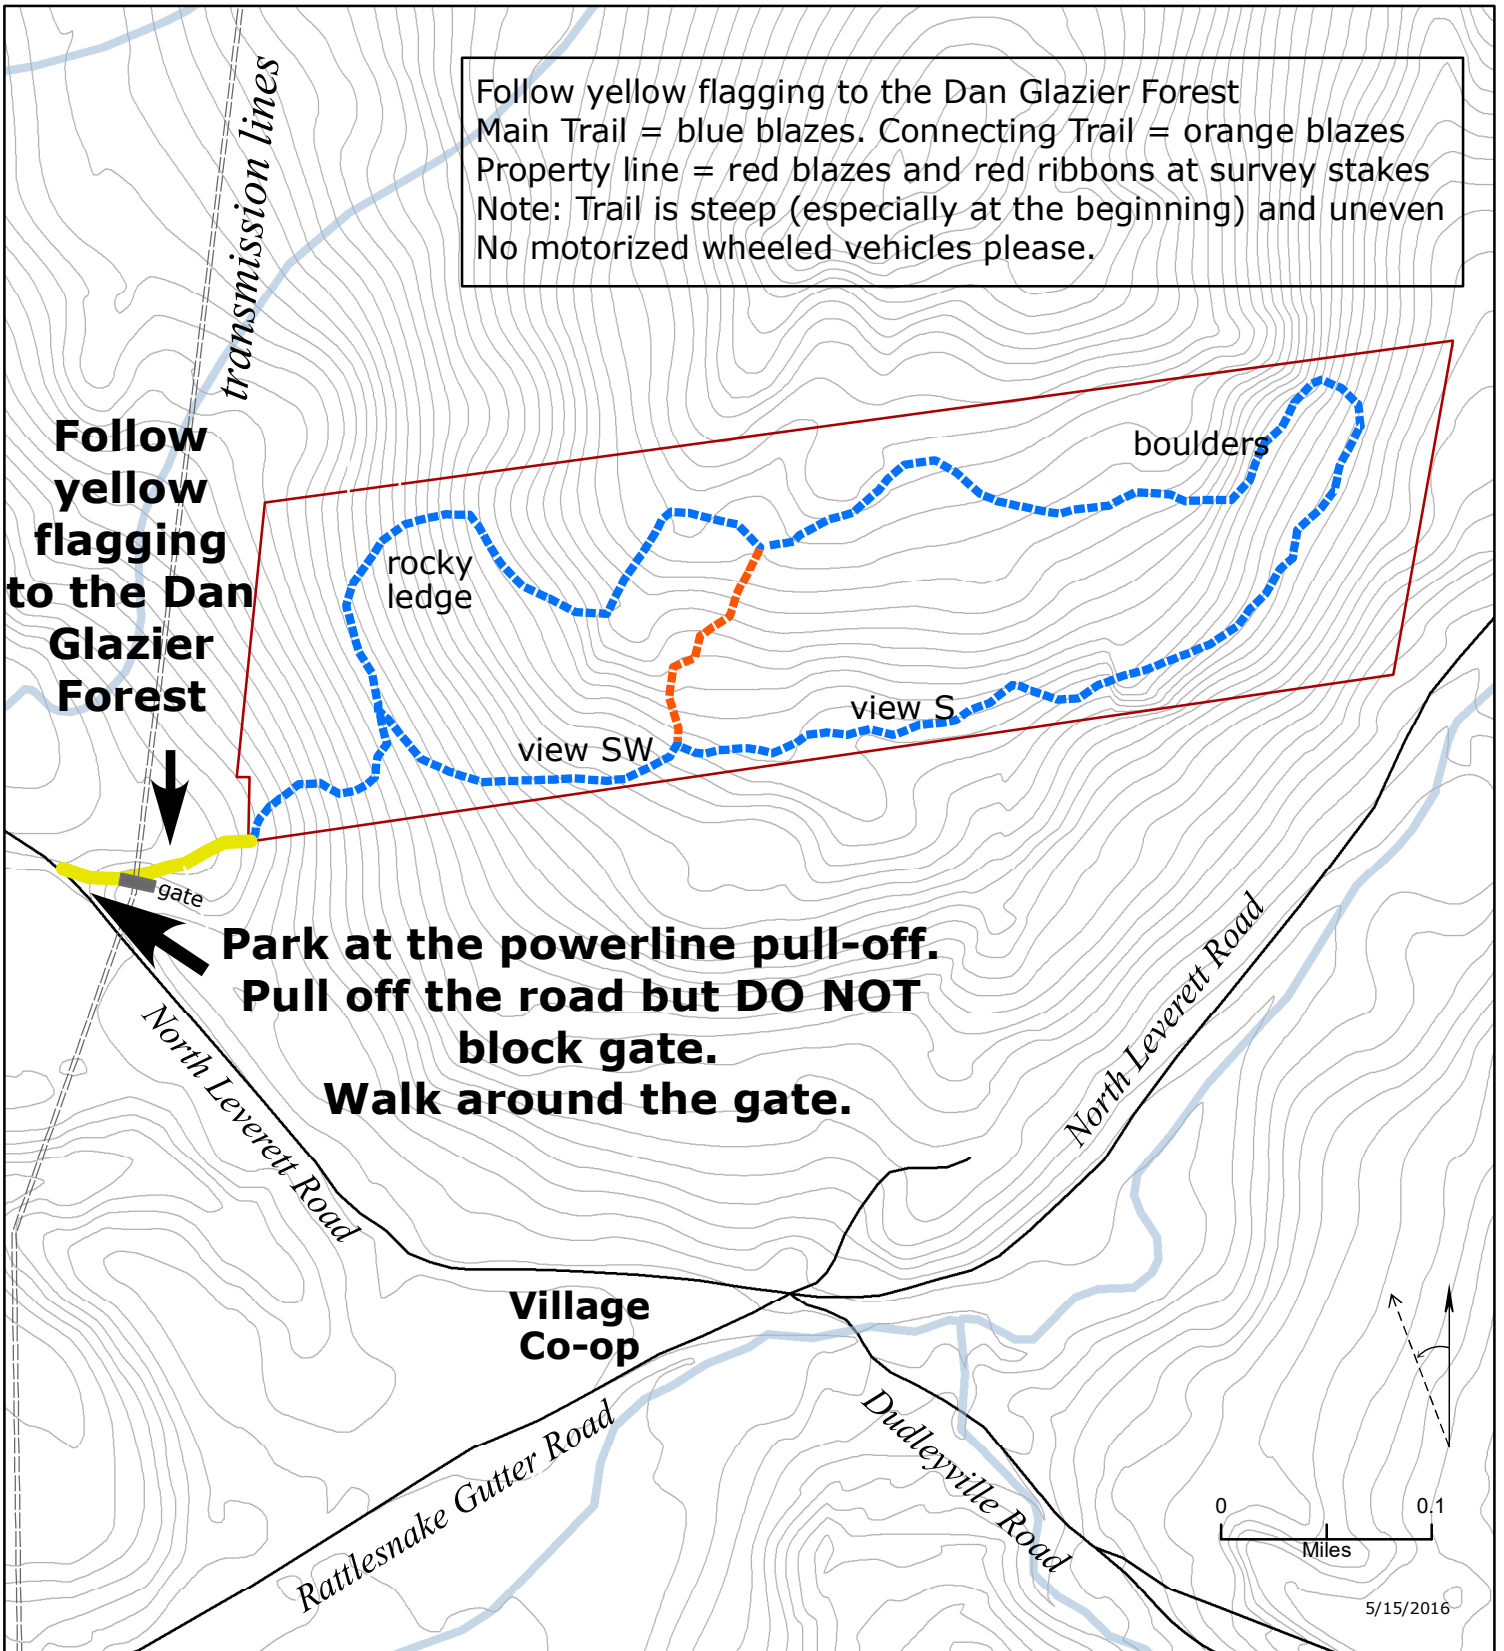 transmission lines
Follow yellow flagging to the Dan Glazier Forest
Main Trail = blue blazes. Connecting Trail = orange blazes
Property line = red blazes and red ribbons at survey stakes
Note: Trail is steep (especially at the beginning) and uneven
No motorized wheeled vehicles please.
Follow
yellow
flagging
to the Dan
Glazier
Forest
boulders
rocky
ledge
view S
view SW
gate
Park at the powerline pull-off.
Pull off the road but DO NOT
block gate.
Walk around the gate.
North Leverett Road
North Leverett Road
Village
Co-op
Rattlesnake Gutter Road
Dudleyville Road
0 0.1
Miles
5/15/2016